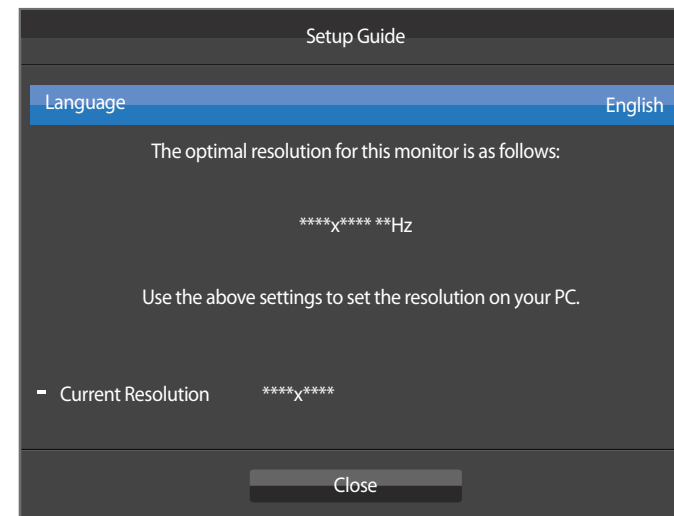 Setup Guide
Language English
The optimal resolution for this monitor is as follows:
****x**** **Hz
Use the above settings to set the resolution on your PC.
- Current Resolution ****x****
Close